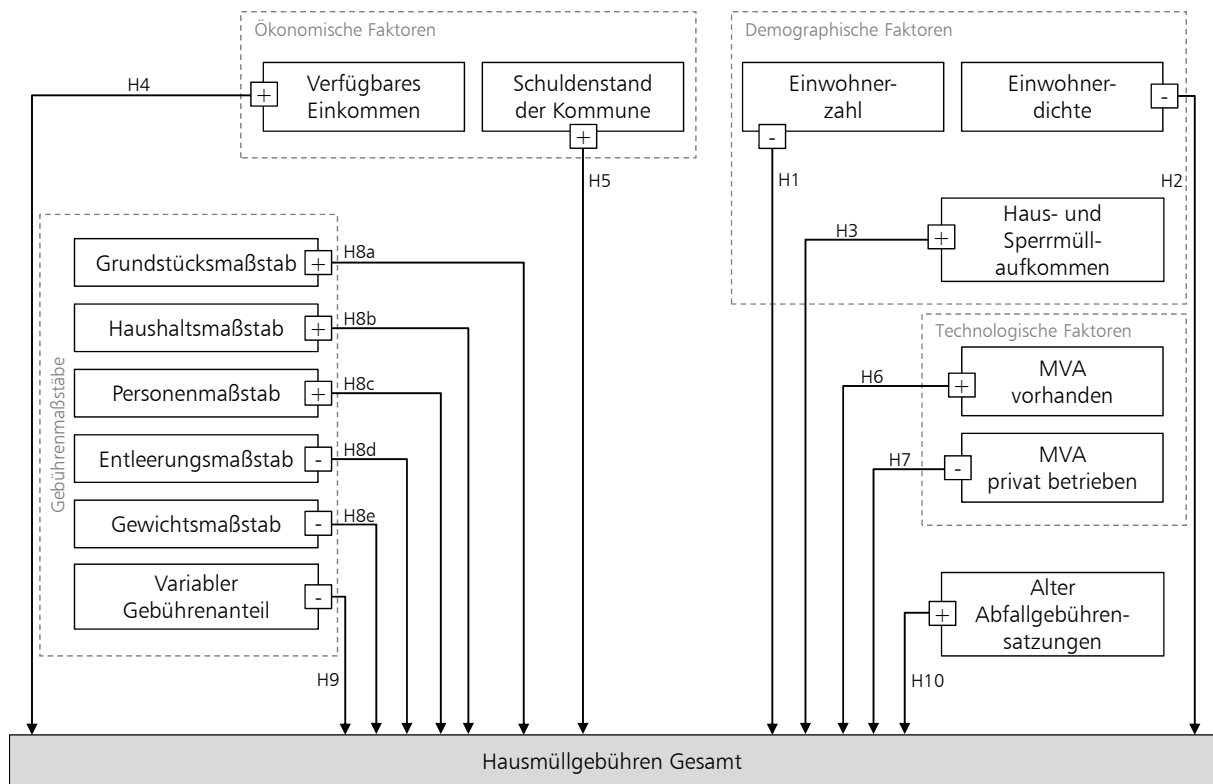 Ökonomische Faktoren
H4
+
Verfügbares
Einkommen
Schuldenstand
der Kommune
+
H5
Demographische Faktoren
Einwohner-
zahl
-
H1
Einwohner-
dichte
-
H2
Haus- und
Sperrmüll-
aufkommen
+
H3
Gebührenmaßstäbe
Grundstücksmaßstab
+
H8a
Haushaltsmaßstab
+
H8b
Personenmaßstab
+
H8c
Entleerungsmaßstab
-
H8d
Gewichtsmaßstab
-
H8e
Variabler
Gebührenanteil
-
H9
Technologische Faktoren
H6
+
MVA
vorhanden
H7
-
MVA
privat betrieben
H10
+
Alter
Abfallgebühren-
satzungen
Hausmüllgebühren Gesamt